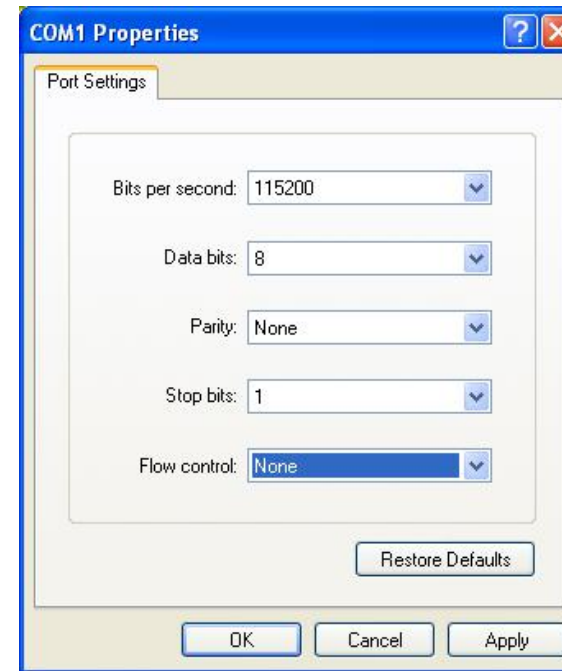 COM1 Properties
Port Settings
Bits per second: 115200
Data bits: 8
Parity: None
Stop bits: 1
Flow control: None
Restore Defaults
OK Cancel Apply